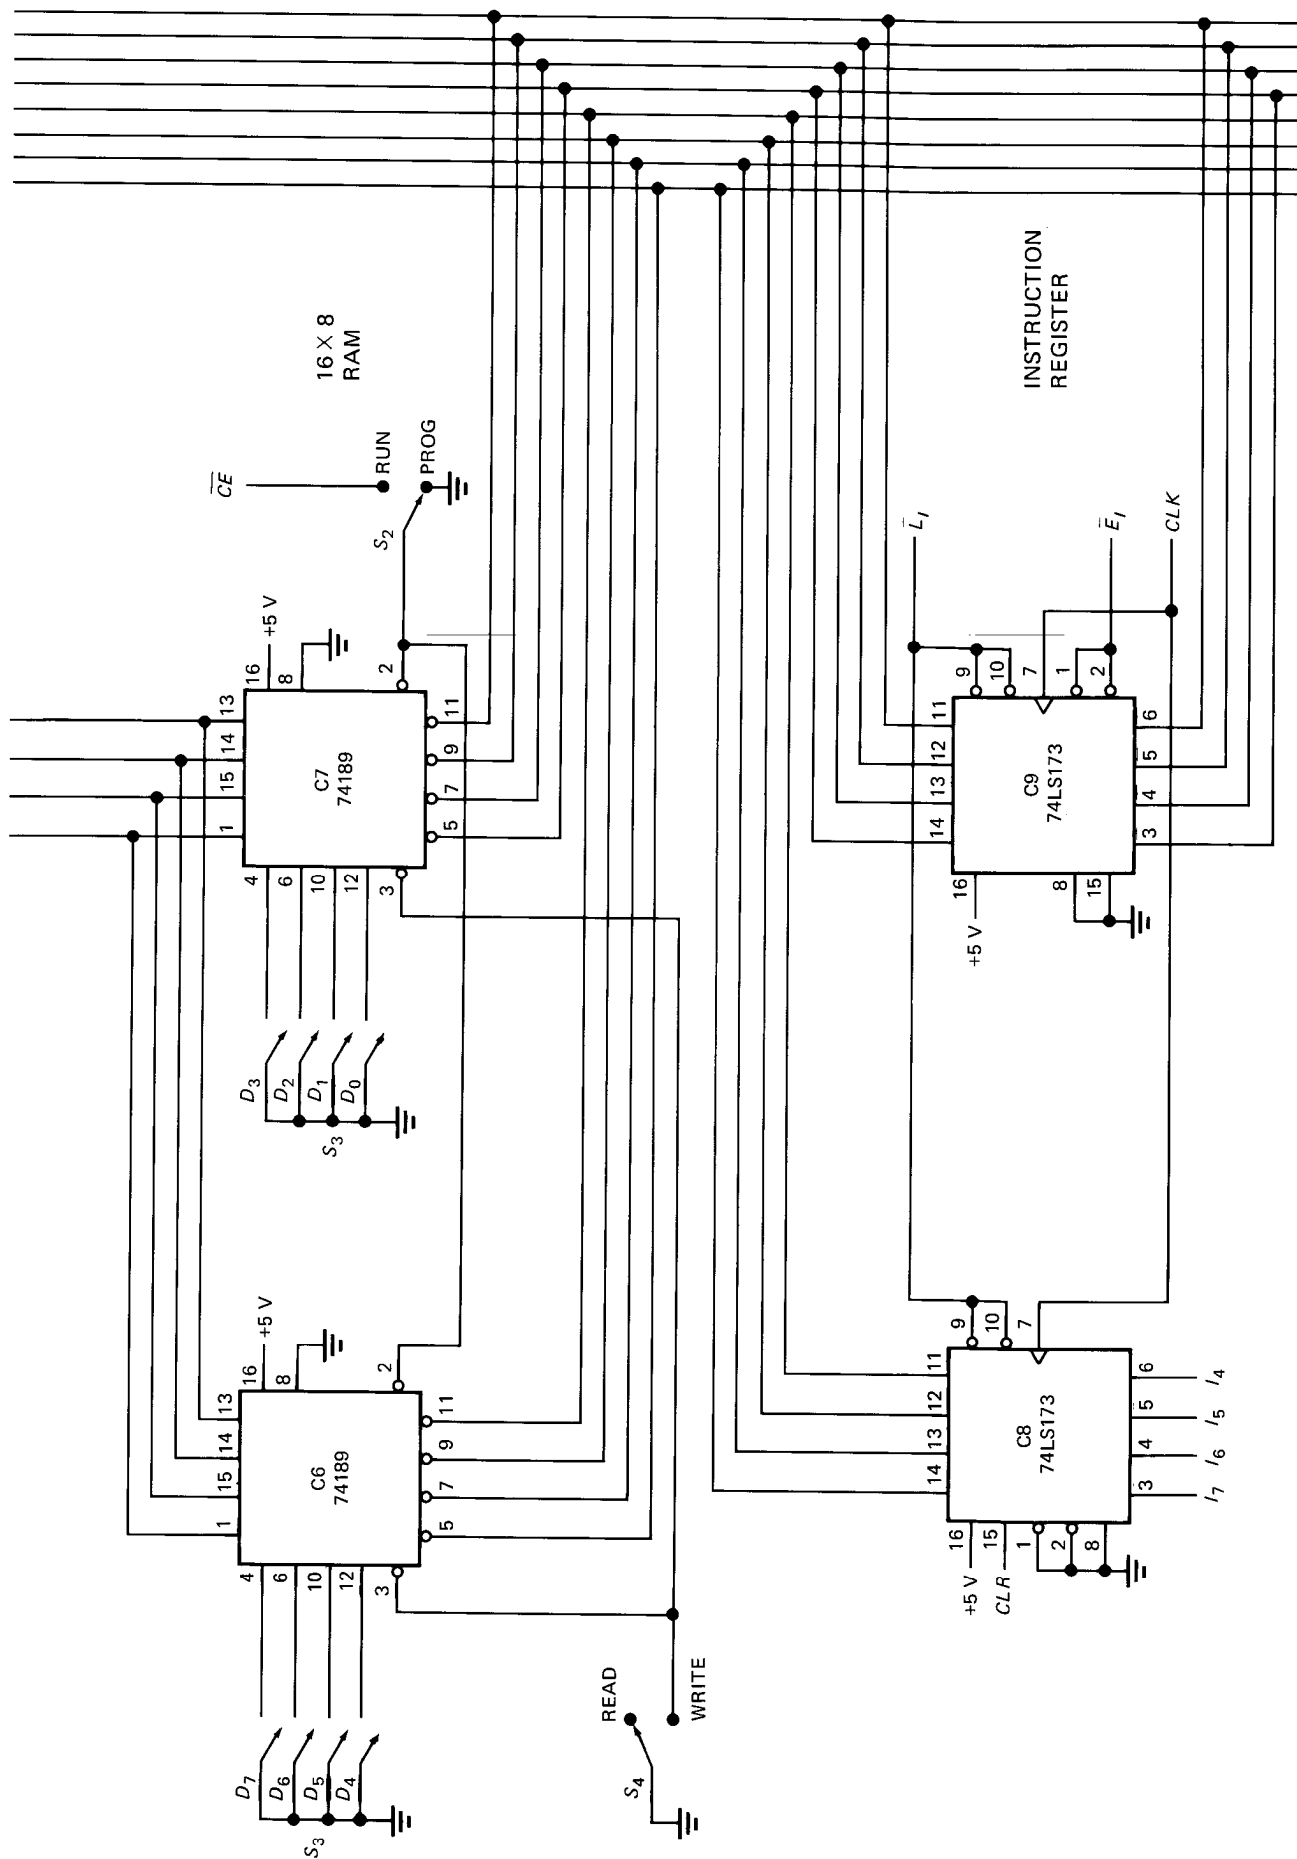 16 × 8
RAM
CE
RUN
PROG
S2
+5 V
16
8
13
14
15
1
2
C7
74189
11
9
7
5
4
6
10
12
3
D3
D2
D1
D0
S3
+5 V
16
8
13
14
15
1
2
C6
74189
11
9
7
5
4
6
10
12
3
D7
D6
D5
D4
S3
READ
WRITE
S4
INSTRUCTION
REGISTER
LI
EI
CLK
9
10
7
1
2
11
12
13
14
C9
74LS173
6
5
4
3
16
+5 V
8
15
9
10
7
11
12
13
14
C8
74LS173
6
5
4
3
I4
I5
I6
I7
16
15
1
2
8
+5 V
CLR